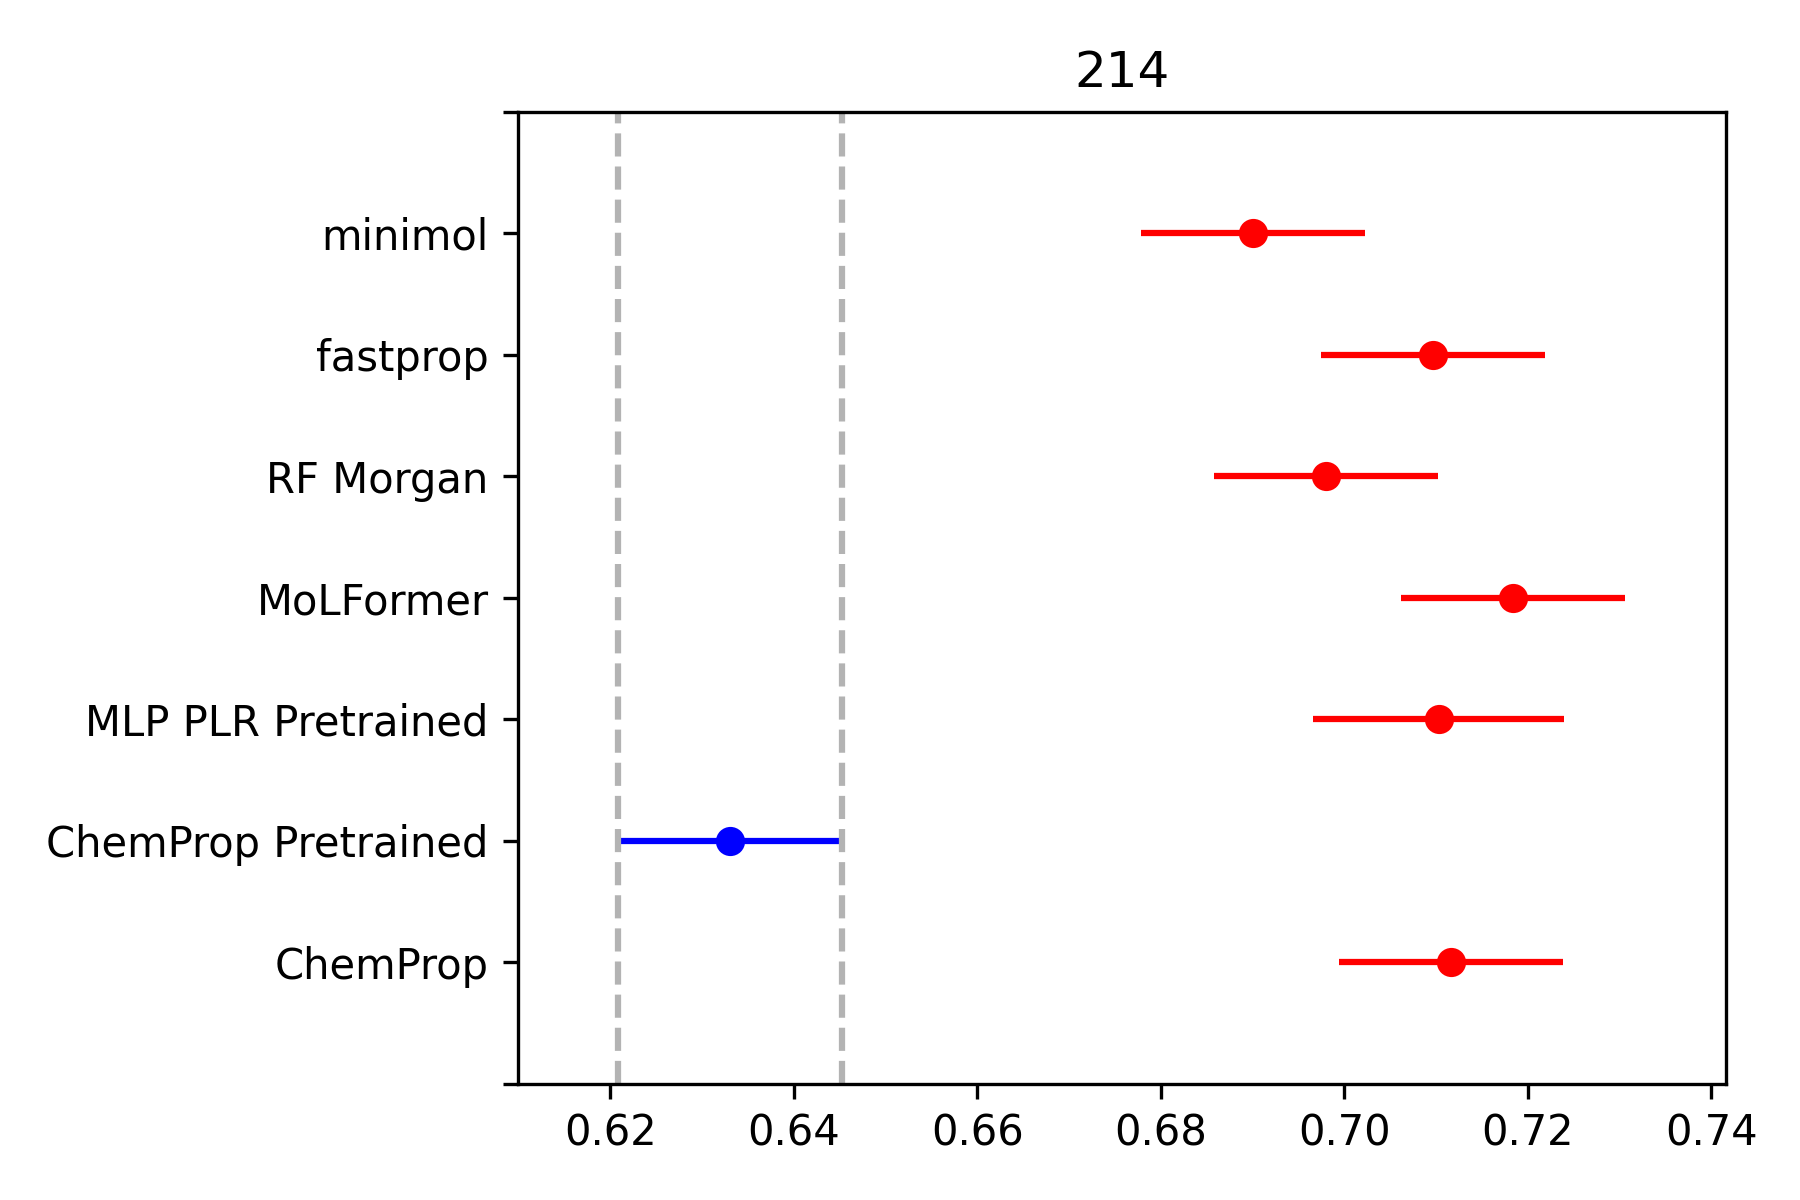 214
minimol
fastprop
RF Morgan
MoLFormer
MLP PLR Pretrained
ChemProp Pretrained
ChemProp
0.62 0.64 0.66 0.68 0.70 0.72 0.74